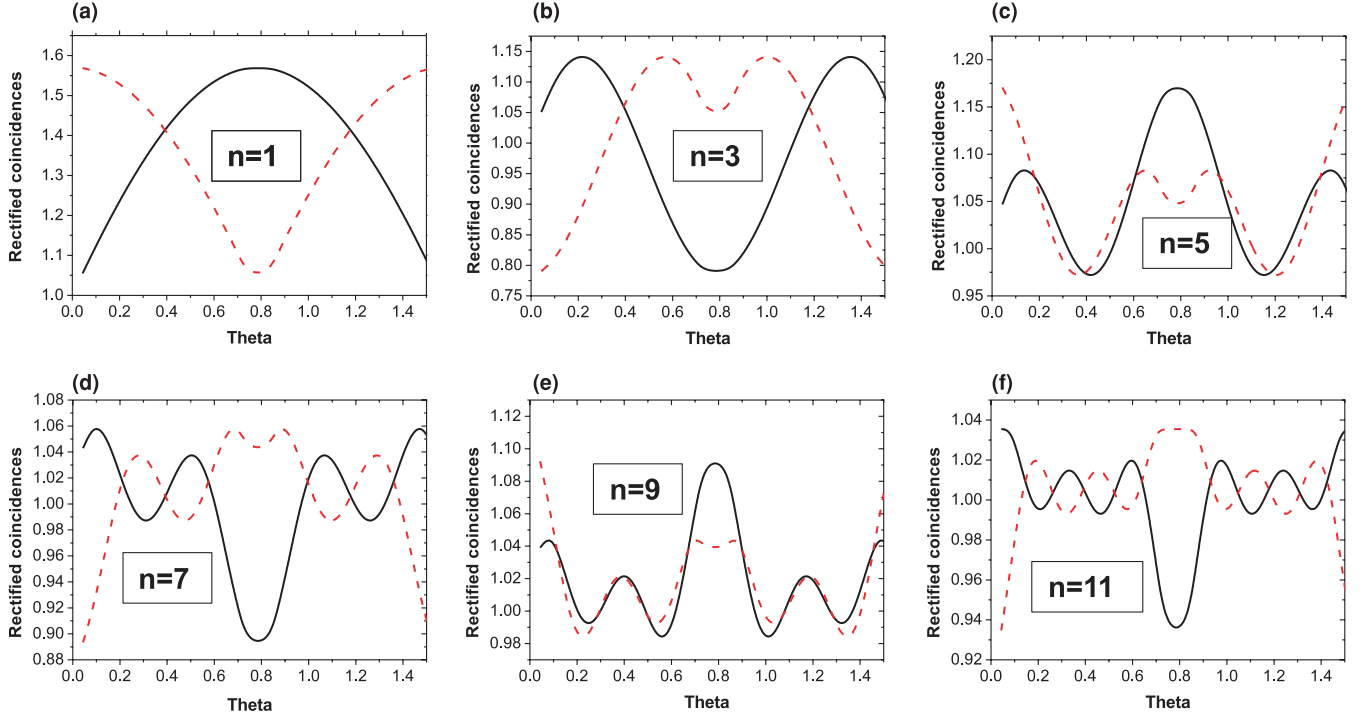 (a)
Rectified coincidences
1.6
1.5
1.4
1.3
1.2
1.1
1.0
n=1
0.0 0.2 0.4 0.6 0.8 1.0 1.2 1.4
Theta
(b)
Rectified coincidences
1.15
1.10
1.05
1.00
0.95
0.90
0.85
0.80
0.75
n=3
0.0 0.2 0.4 0.6 0.8 1.0 1.2 1.4
Theta
(c)
Rectified coincidences
1.20
1.15
1.10
1.05
1.00
0.95
n=5
0.0 0.2 0.4 0.6 0.8 1.0 1.2 1.4
Theta
(d)
Rectified coincidences
1.08
1.06
1.04
1.02
1.00
0.98
0.96
0.94
0.92
0.90
0.88
n=7
0.0 0.2 0.4 0.6 0.8 1.0 1.2 1.4
Theta
(e)
Rectified coincidences
1.12
1.10
1.08
1.06
1.04
1.02
1.00
0.98
n=9
0.0 0.2 0.4 0.6 0.8 1.0 1.2 1.4
Theta
(f)
Rectified coincidences
1.04
1.02
1.00
0.98
0.96
0.94
0.92
n=11
0.0 0.2 0.4 0.6 0.8 1.0 1.2 1.4
Theta